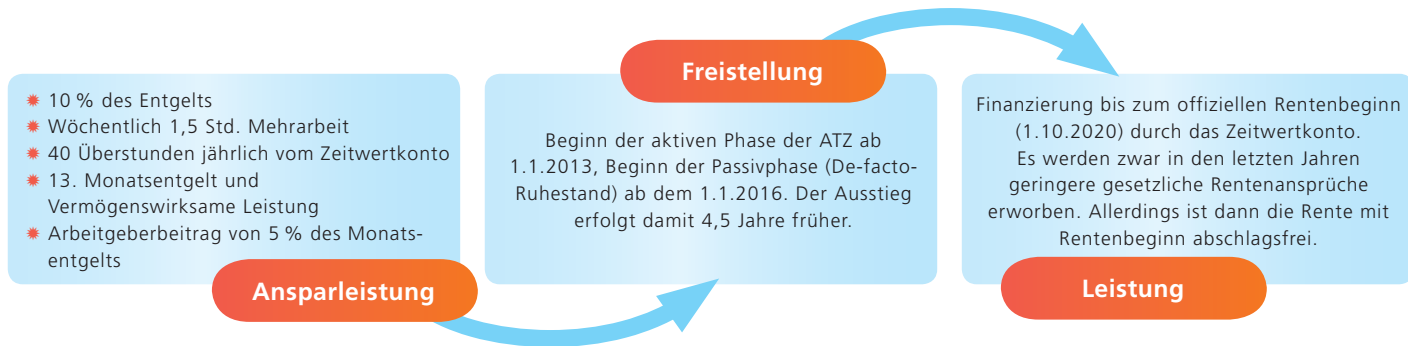 10 % des Entgelts
Wöchentlich 1,5 Std. Mehrarbeit
40 Überstunden jährlich vom Zeitwertkonto
13. Monatsentgelt und
Vermögenswirksame Leistung
Arbeitgeberbeitrag von 5 % des Monats-
entgelts
Ansparleistung
Freistellung
Beginn der aktiven Phase der ATZ ab
1.1.2013, Beginn der Passivphase (De-facto-
Ruhestand) ab dem 1.1.2016. Der Ausstieg
erfolgt damit 4,5 Jahre früher.
Finanzierung bis zum offiziellen Rentenbeginn
(1.10.2020) durch das Zeitwertkonto.
Es werden zwar in den letzten Jahren
geringere gesetzliche Rentenansprüche
erworben. Allerdings ist dann die Rente mit
Rentenbeginn abschlagsfrei.
Leistung